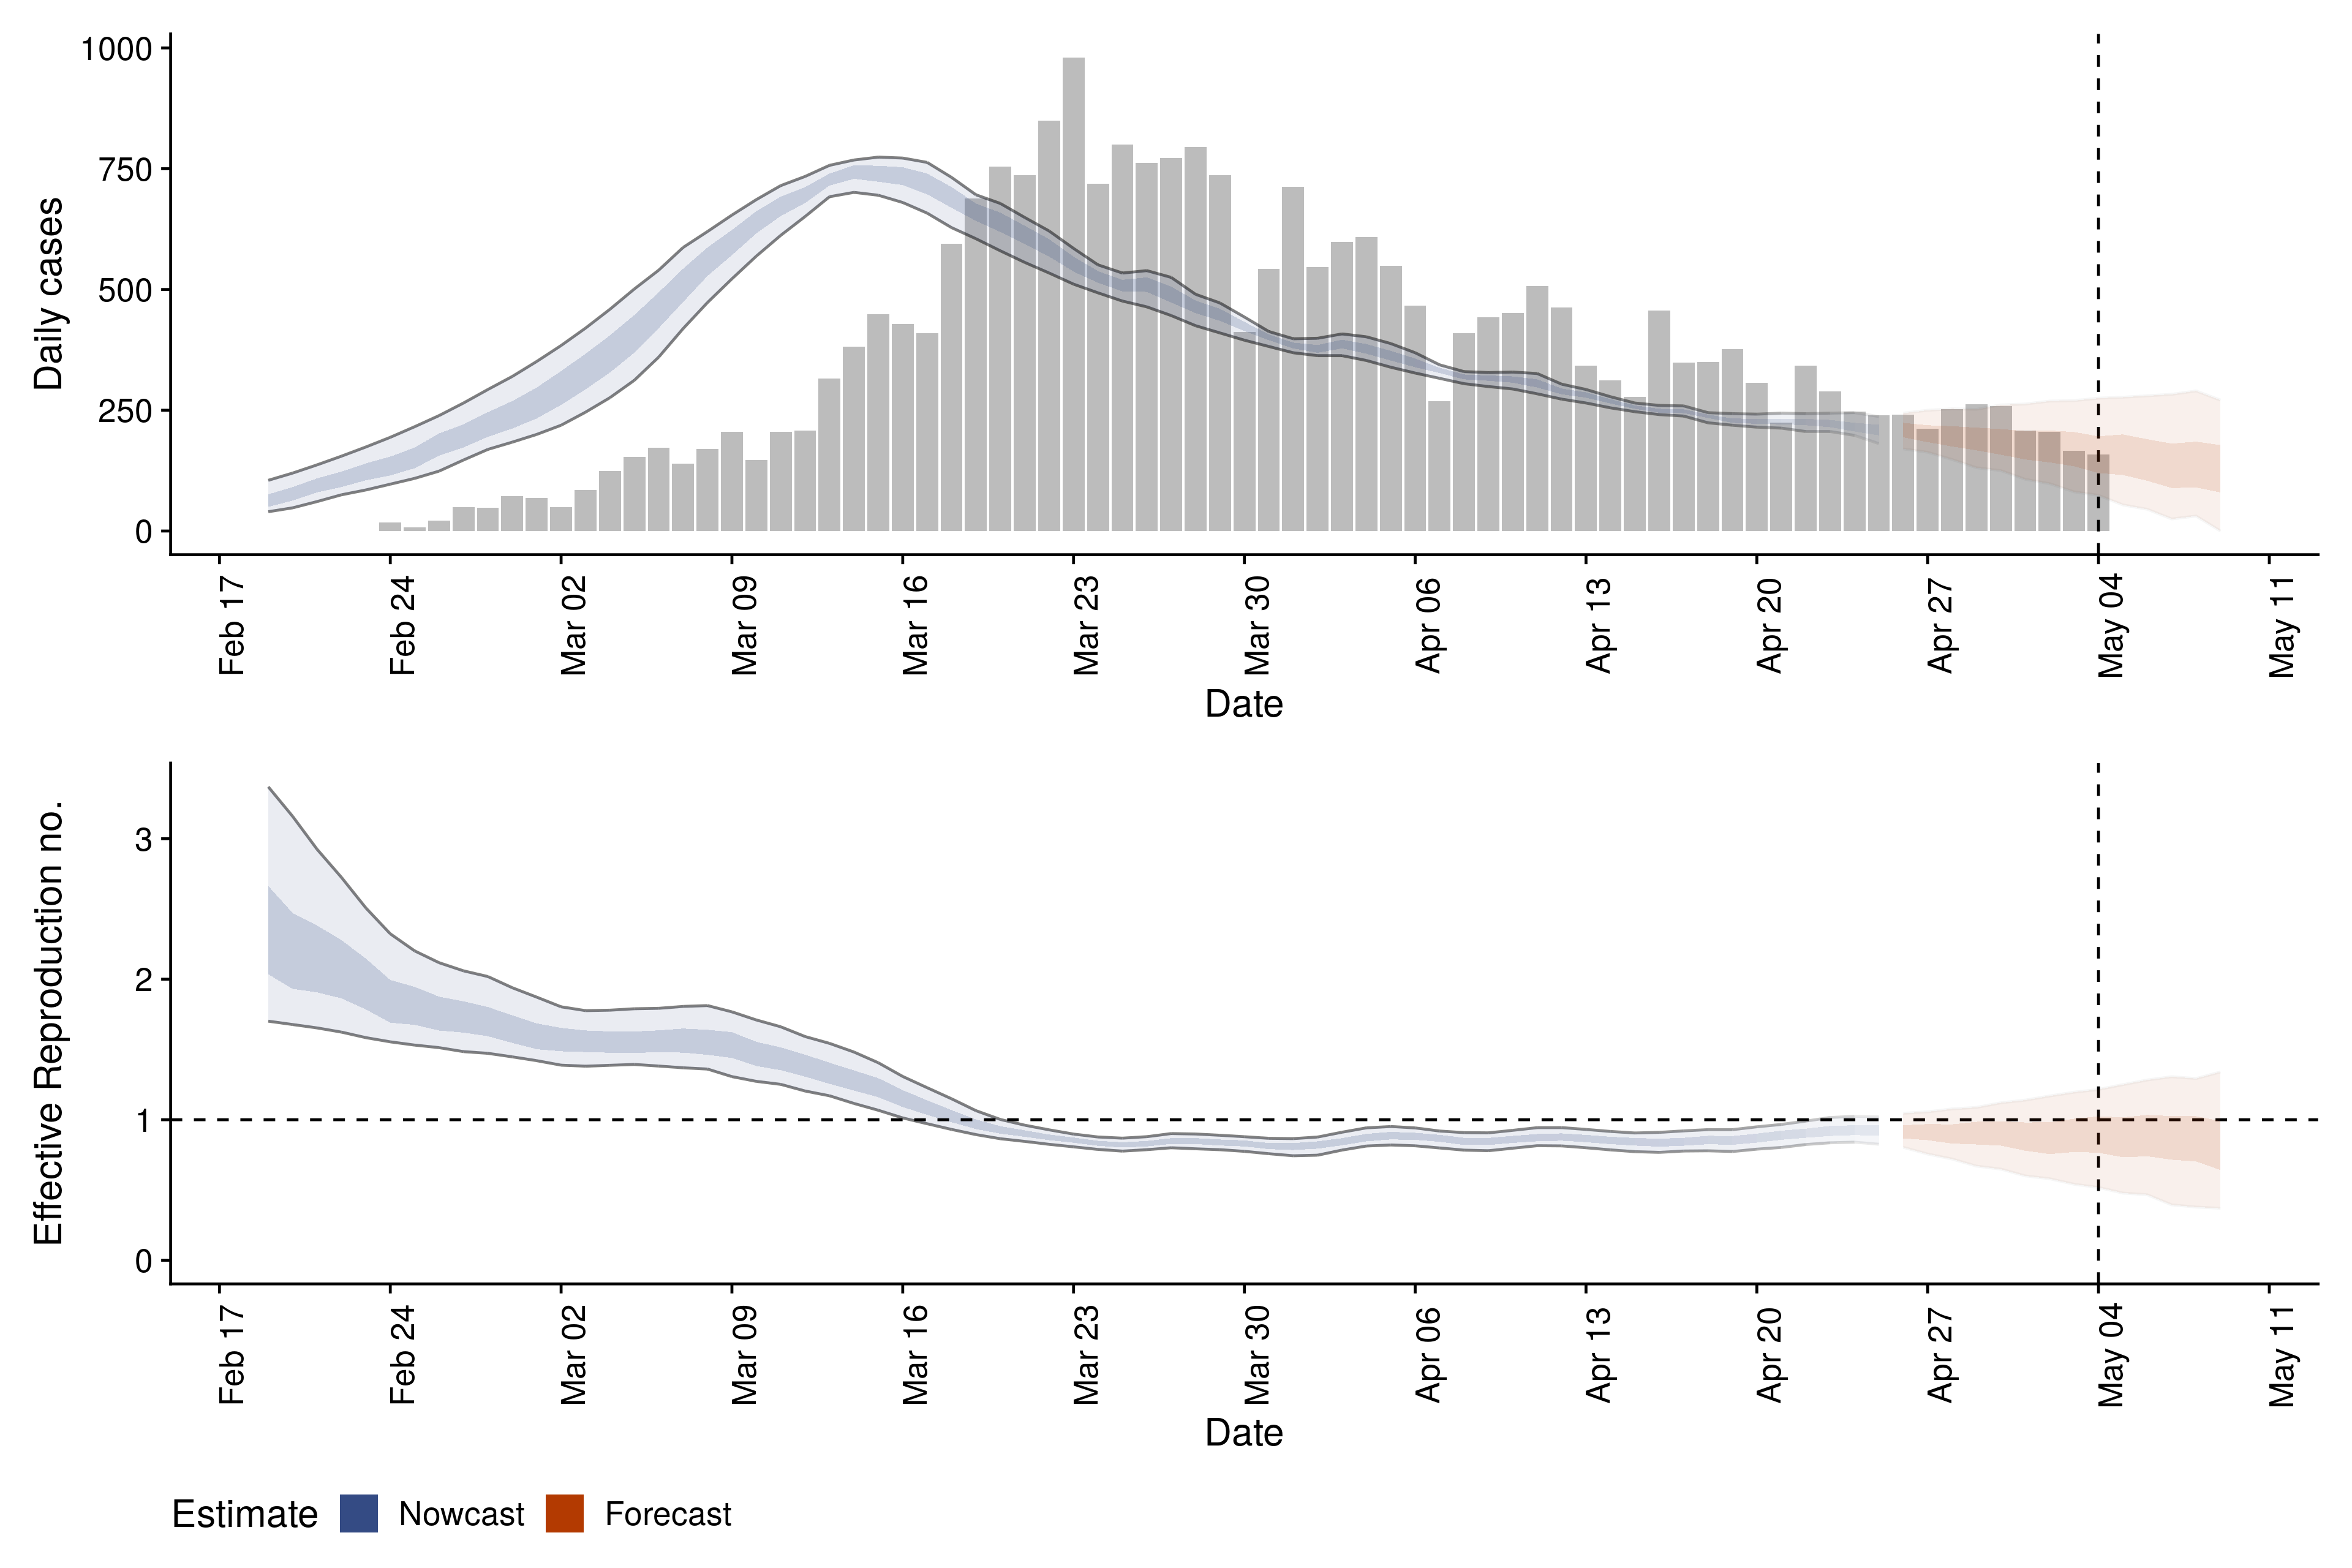 1000
750
500
250
0
Daily cases
Feb 17
Feb 24
Mar 02
Mar 09
Mar 16
Mar 23
Mar 30
Apr 06
Apr 13
Apr 20
Apr 27
May 04
May 11
Date
3
2
1
0
Effective Reproduction no.
Feb 17
Feb 24
Mar 02
Mar 09
Mar 16
Mar 23
Mar 30
Apr 06
Apr 13
Apr 20
Apr 27
May 04
May 11
Date
Estimate Nowcast Forecast